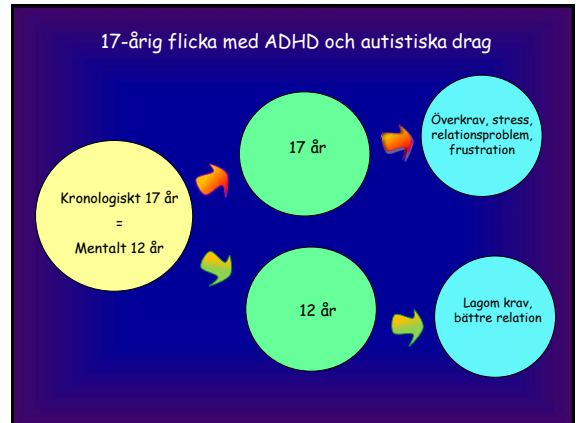 17-årig flicka med ADHD och autistiska drag
Kronologiskt 17 år
=
Mentalt 12 år
17 år
Överkrav, stress,
relationsproblem,
frustration
12 år
Lagom krav,
bättre relation